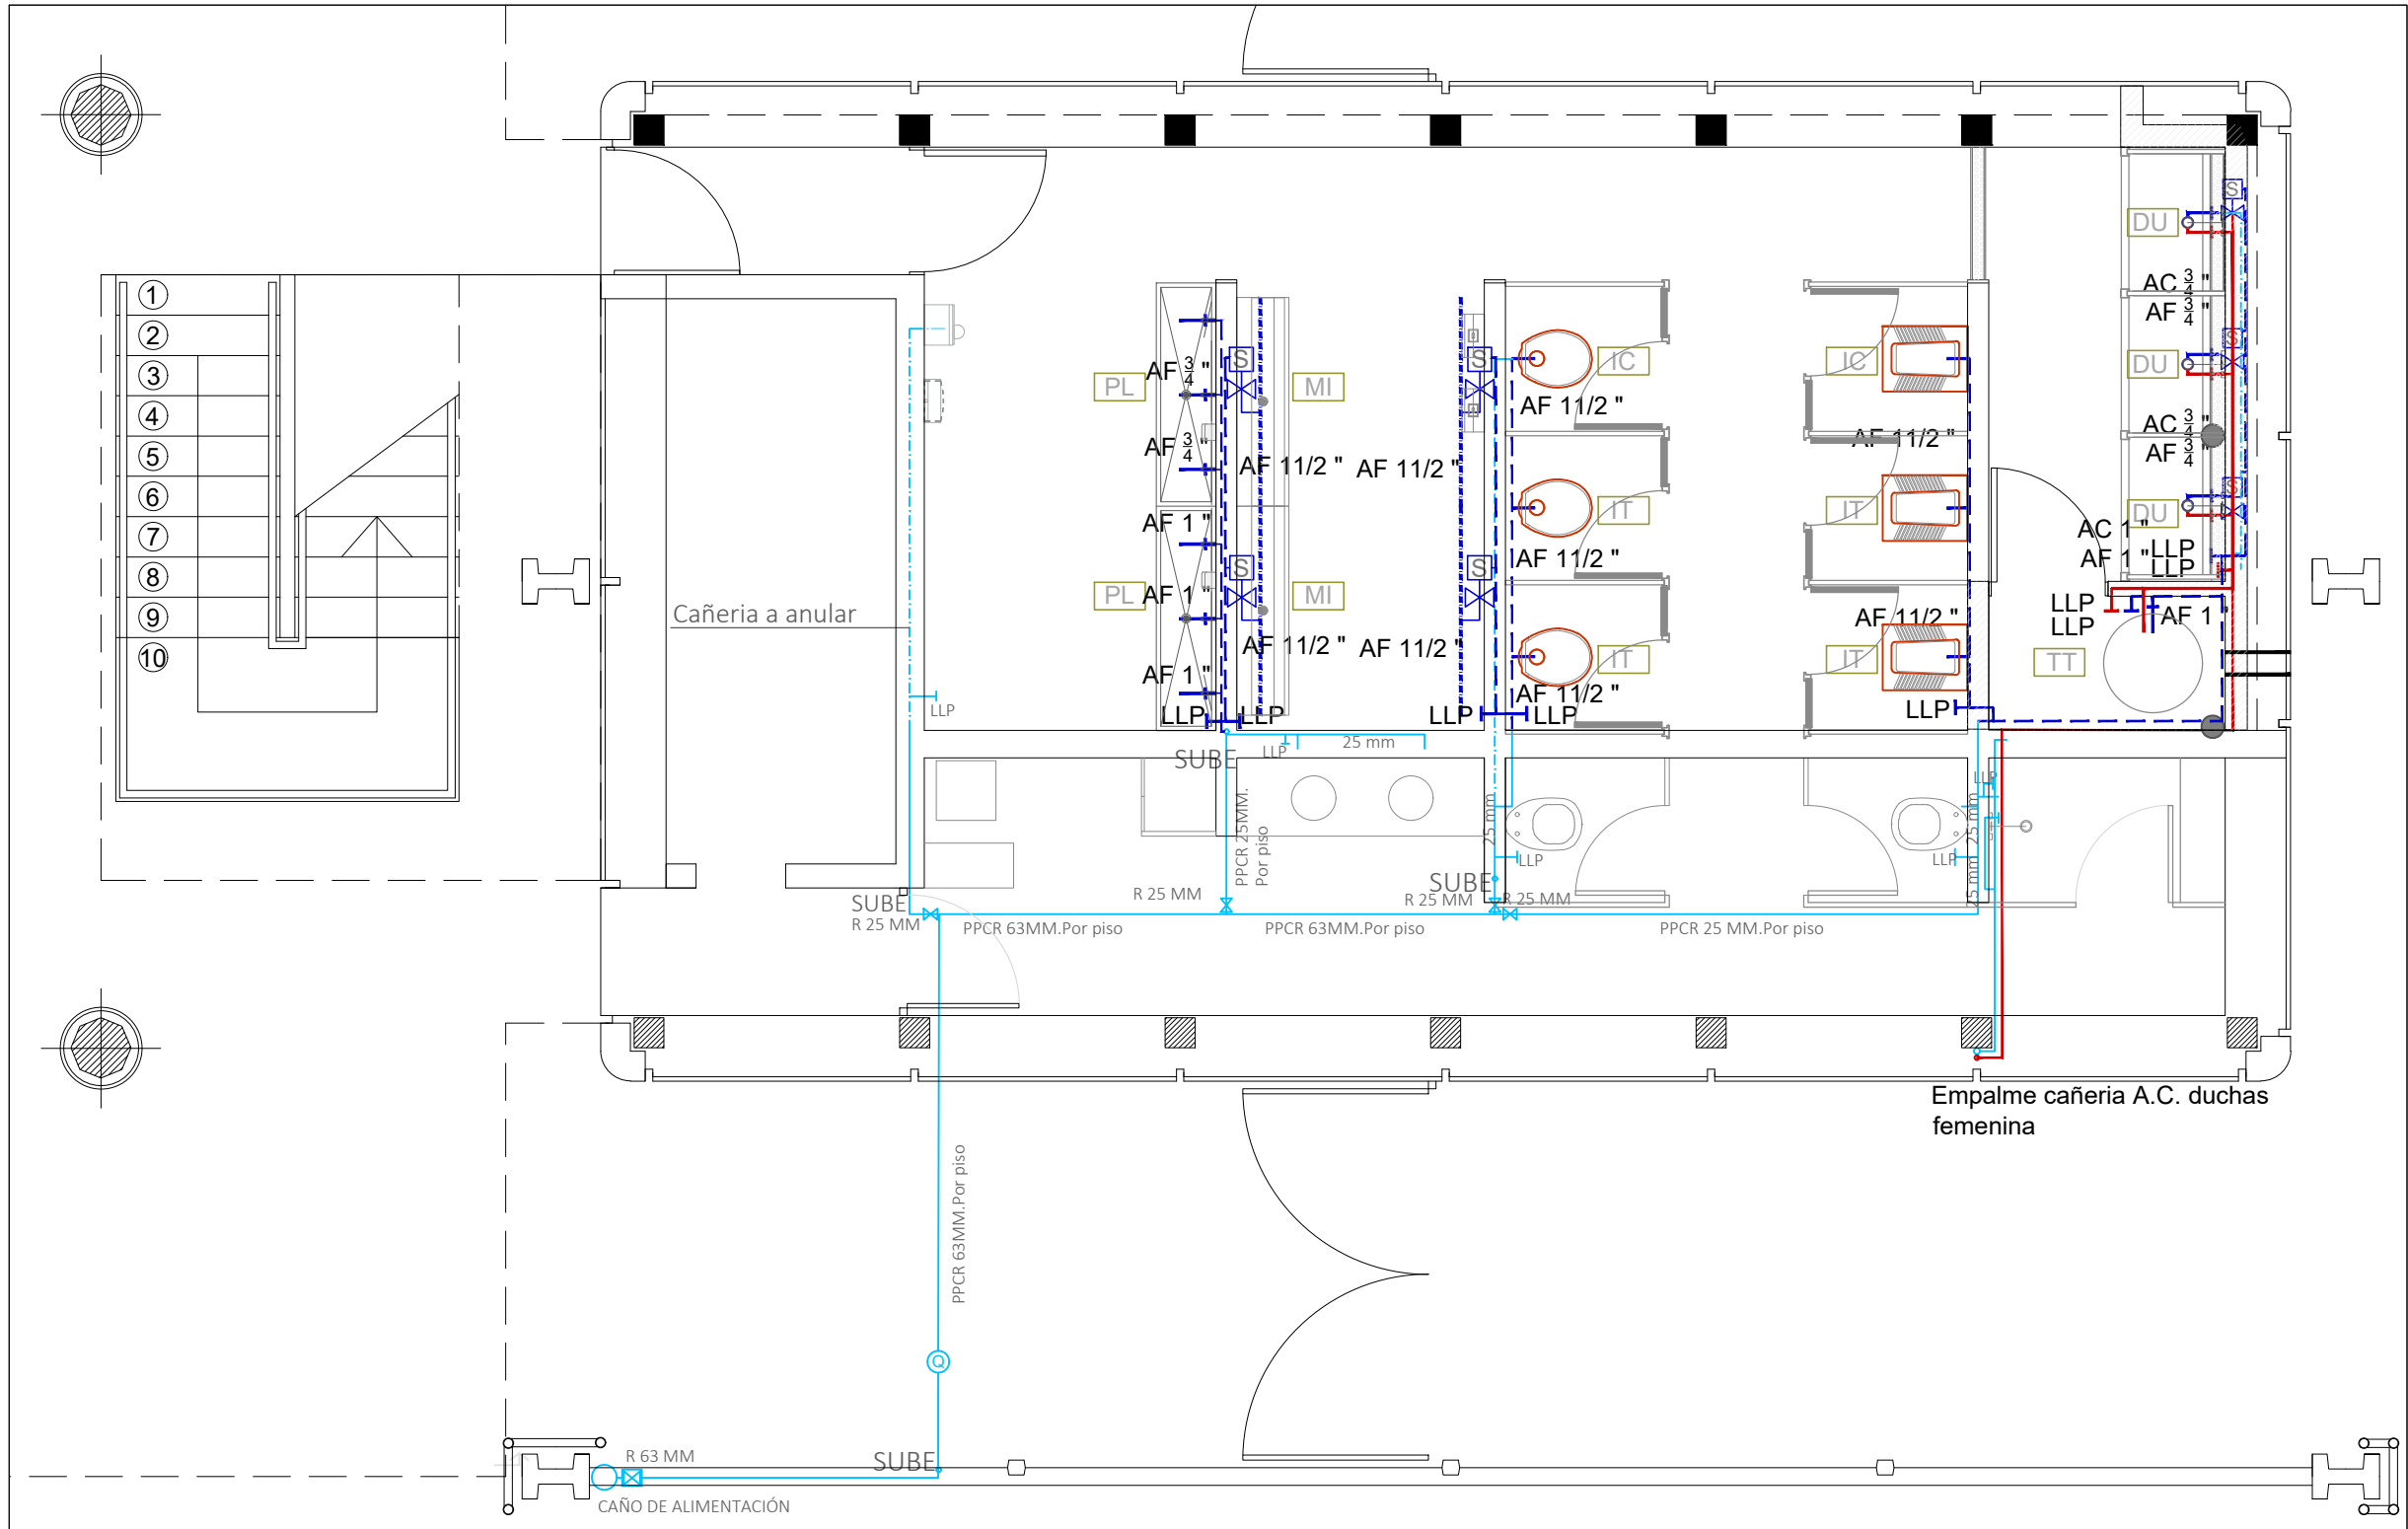 1
2
3
4
5
6
7
8
9
10
Cañeria a anular
LLP
PL
PL
AF 3/4 "
AF 3/4 "
AF 1 "
AF 1 "
AF 1 "
LLP
LLP
S
S
MI
MI
AF 11/2 "
AF 11/2 "
AF 11/2 "
AF 11/2 "
S
S
LLP
LLP
IC
IT
IT
AF 11/2 "
AF 11/2 "
AF 11/2 "
IC
IT
IT
AF 11/2 "
AF 11/2 "
LLP
S
DU
AC 3/4 "
AF 3/4 "
S
DU
AC 3/4 "
AF 3/4 "
S
DU
AC 1 "
AF 1 "
LLP
LLP
LLP
LLP
AF 1 "
TT
SUBE
LLP
25 mm
PPCR 25MM.
Por piso
25 mm
LLP
LLP
LLP
25 mm
25 mm
SUBE
R 25 MM
R 25 MM
SUBE
R 25 MM
R 25 MM
PPCR 63MM.Por piso
PPCR 63MM.Por piso
PPCR 25 MM.Por piso
Empalme cañeria A.C. duchas
femenina
PPCR 63MM.Por piso
Q
SUBE
R 63 MM
CAÑO DE ALIMENTACIÓN